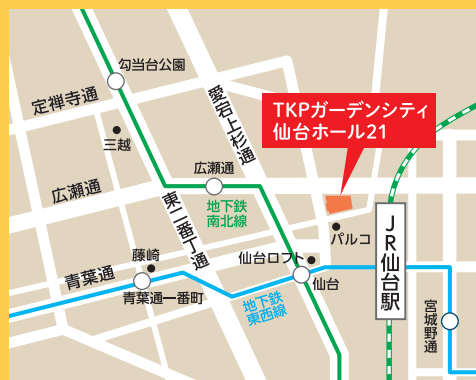 勾当台公園
定禅寺通
三越
愛宕上杉通
TKPガーデンシティ
仙台ホール21
広瀬通
広瀬通
地下鉄
南北線
東二番丁通
パルコ
JR仙台駅
藤崎
仙台ロフト
青葉通
青葉通一番町
仙台
地下鉄
東西線
宮城野通